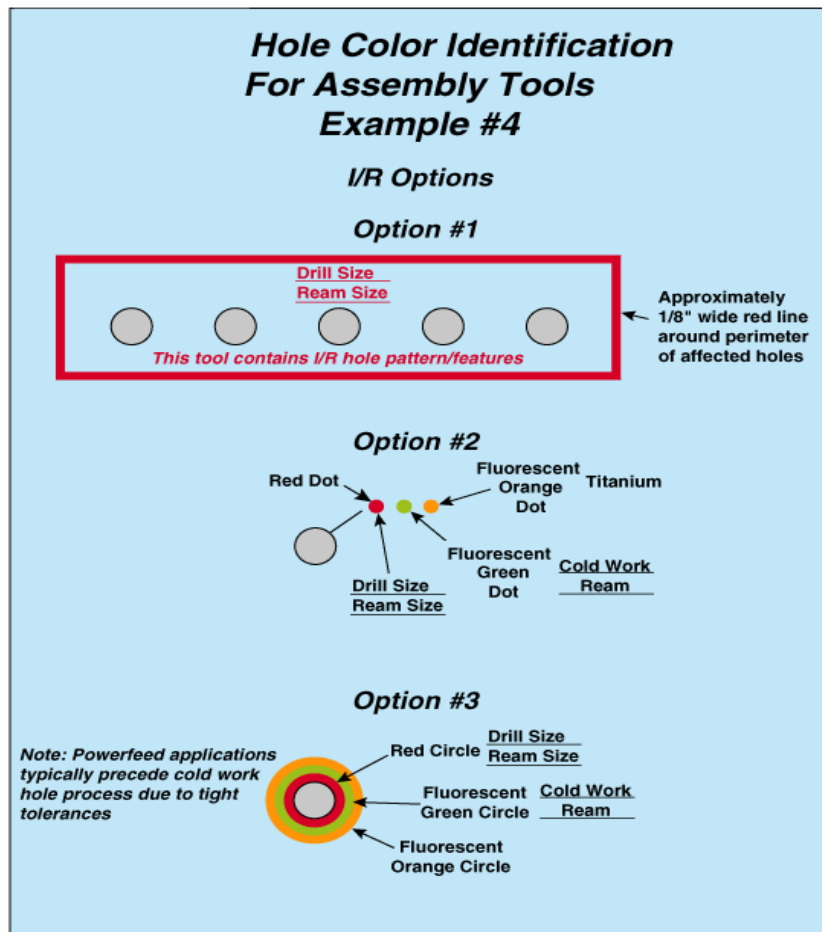 Hole Color Identification
For Assembly Tools
Example #4
I/R Options
Option #1
Drill Size
Ream Size
This tool contains I/R hole pattern/features
Approximately
1/8" wide red line
around perimeter
of affected holes
Option #2
Red Dot
Fluorescent
Orange
Dot
Titanium
Drill Size
Ream Size
Fluorescent
Green
Dot
Cold Work
Ream
Option #3
Note: Powerfeed applications
typically precede cold work
hole process due to tight
tolerances
Red Circle
Drill Size
Ream Size
Fluorescent
Green Circle
Cold Work
Ream
Fluorescent
Orange Circle